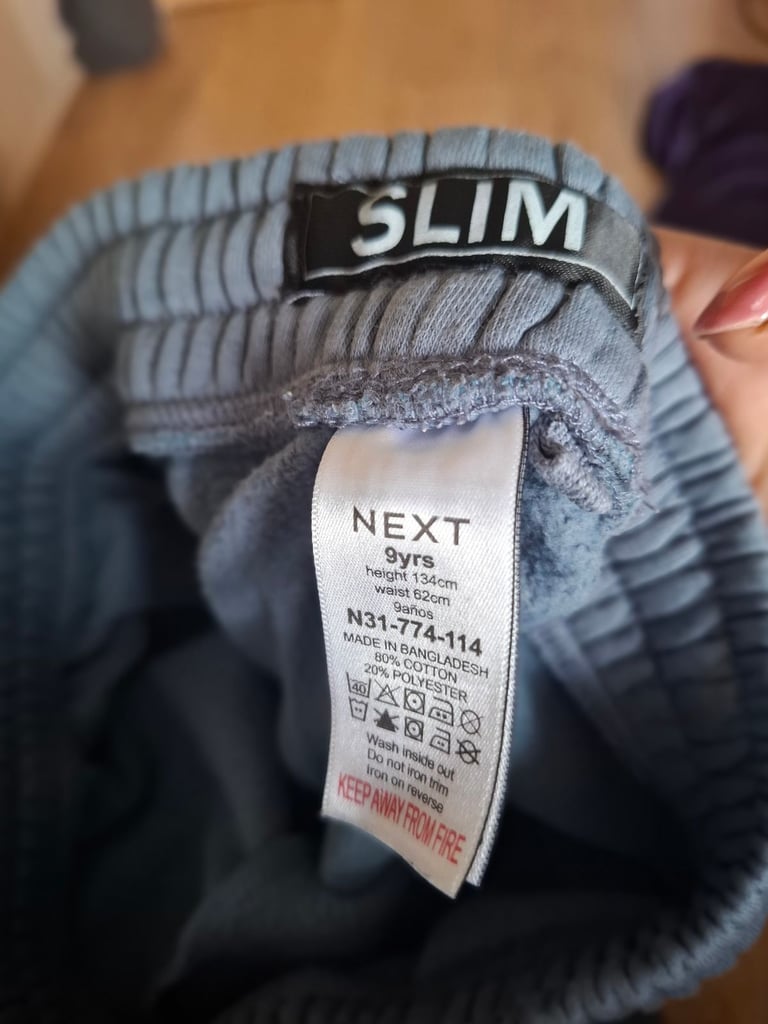 SLIM
NEXT
9yrs
height 134cm
waist 62cm
9años
N31-774-114
MADE IN BANGLADESH
80% COTTON
20% POLYESTER
40
Wash inside out
Do not iron trim
Iron on reverse
KEEP AWAY FROM FIRE